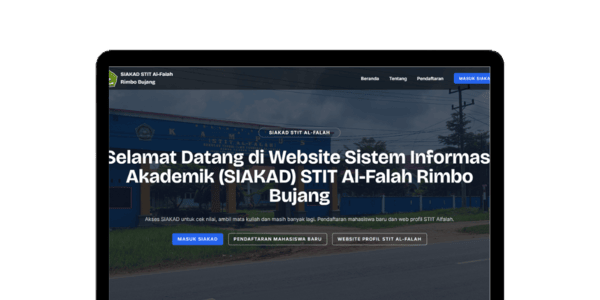 SIAKAD STIT Al-Falah
Rimbo Bujang
Beranda Tentang Pendaftaran MASUK SIAKA
SIAKAD STIT AL-FALAH
Selamat Datang di Website Sistem Informas
Akademik (SIAKAD) STIT Al-Falah Rimbo
Bujang
Akses SIAKAD untuk cek nilai, ambil mata kuliah dan masih banyak lagi. Pendaftaran mahasiswa baru dan web profil STIT Alfalah.
MASUK SIAKAD PENDAFTARAN MAHASISWA BARU WEBSITE PROFIL STIT AL-FALAH